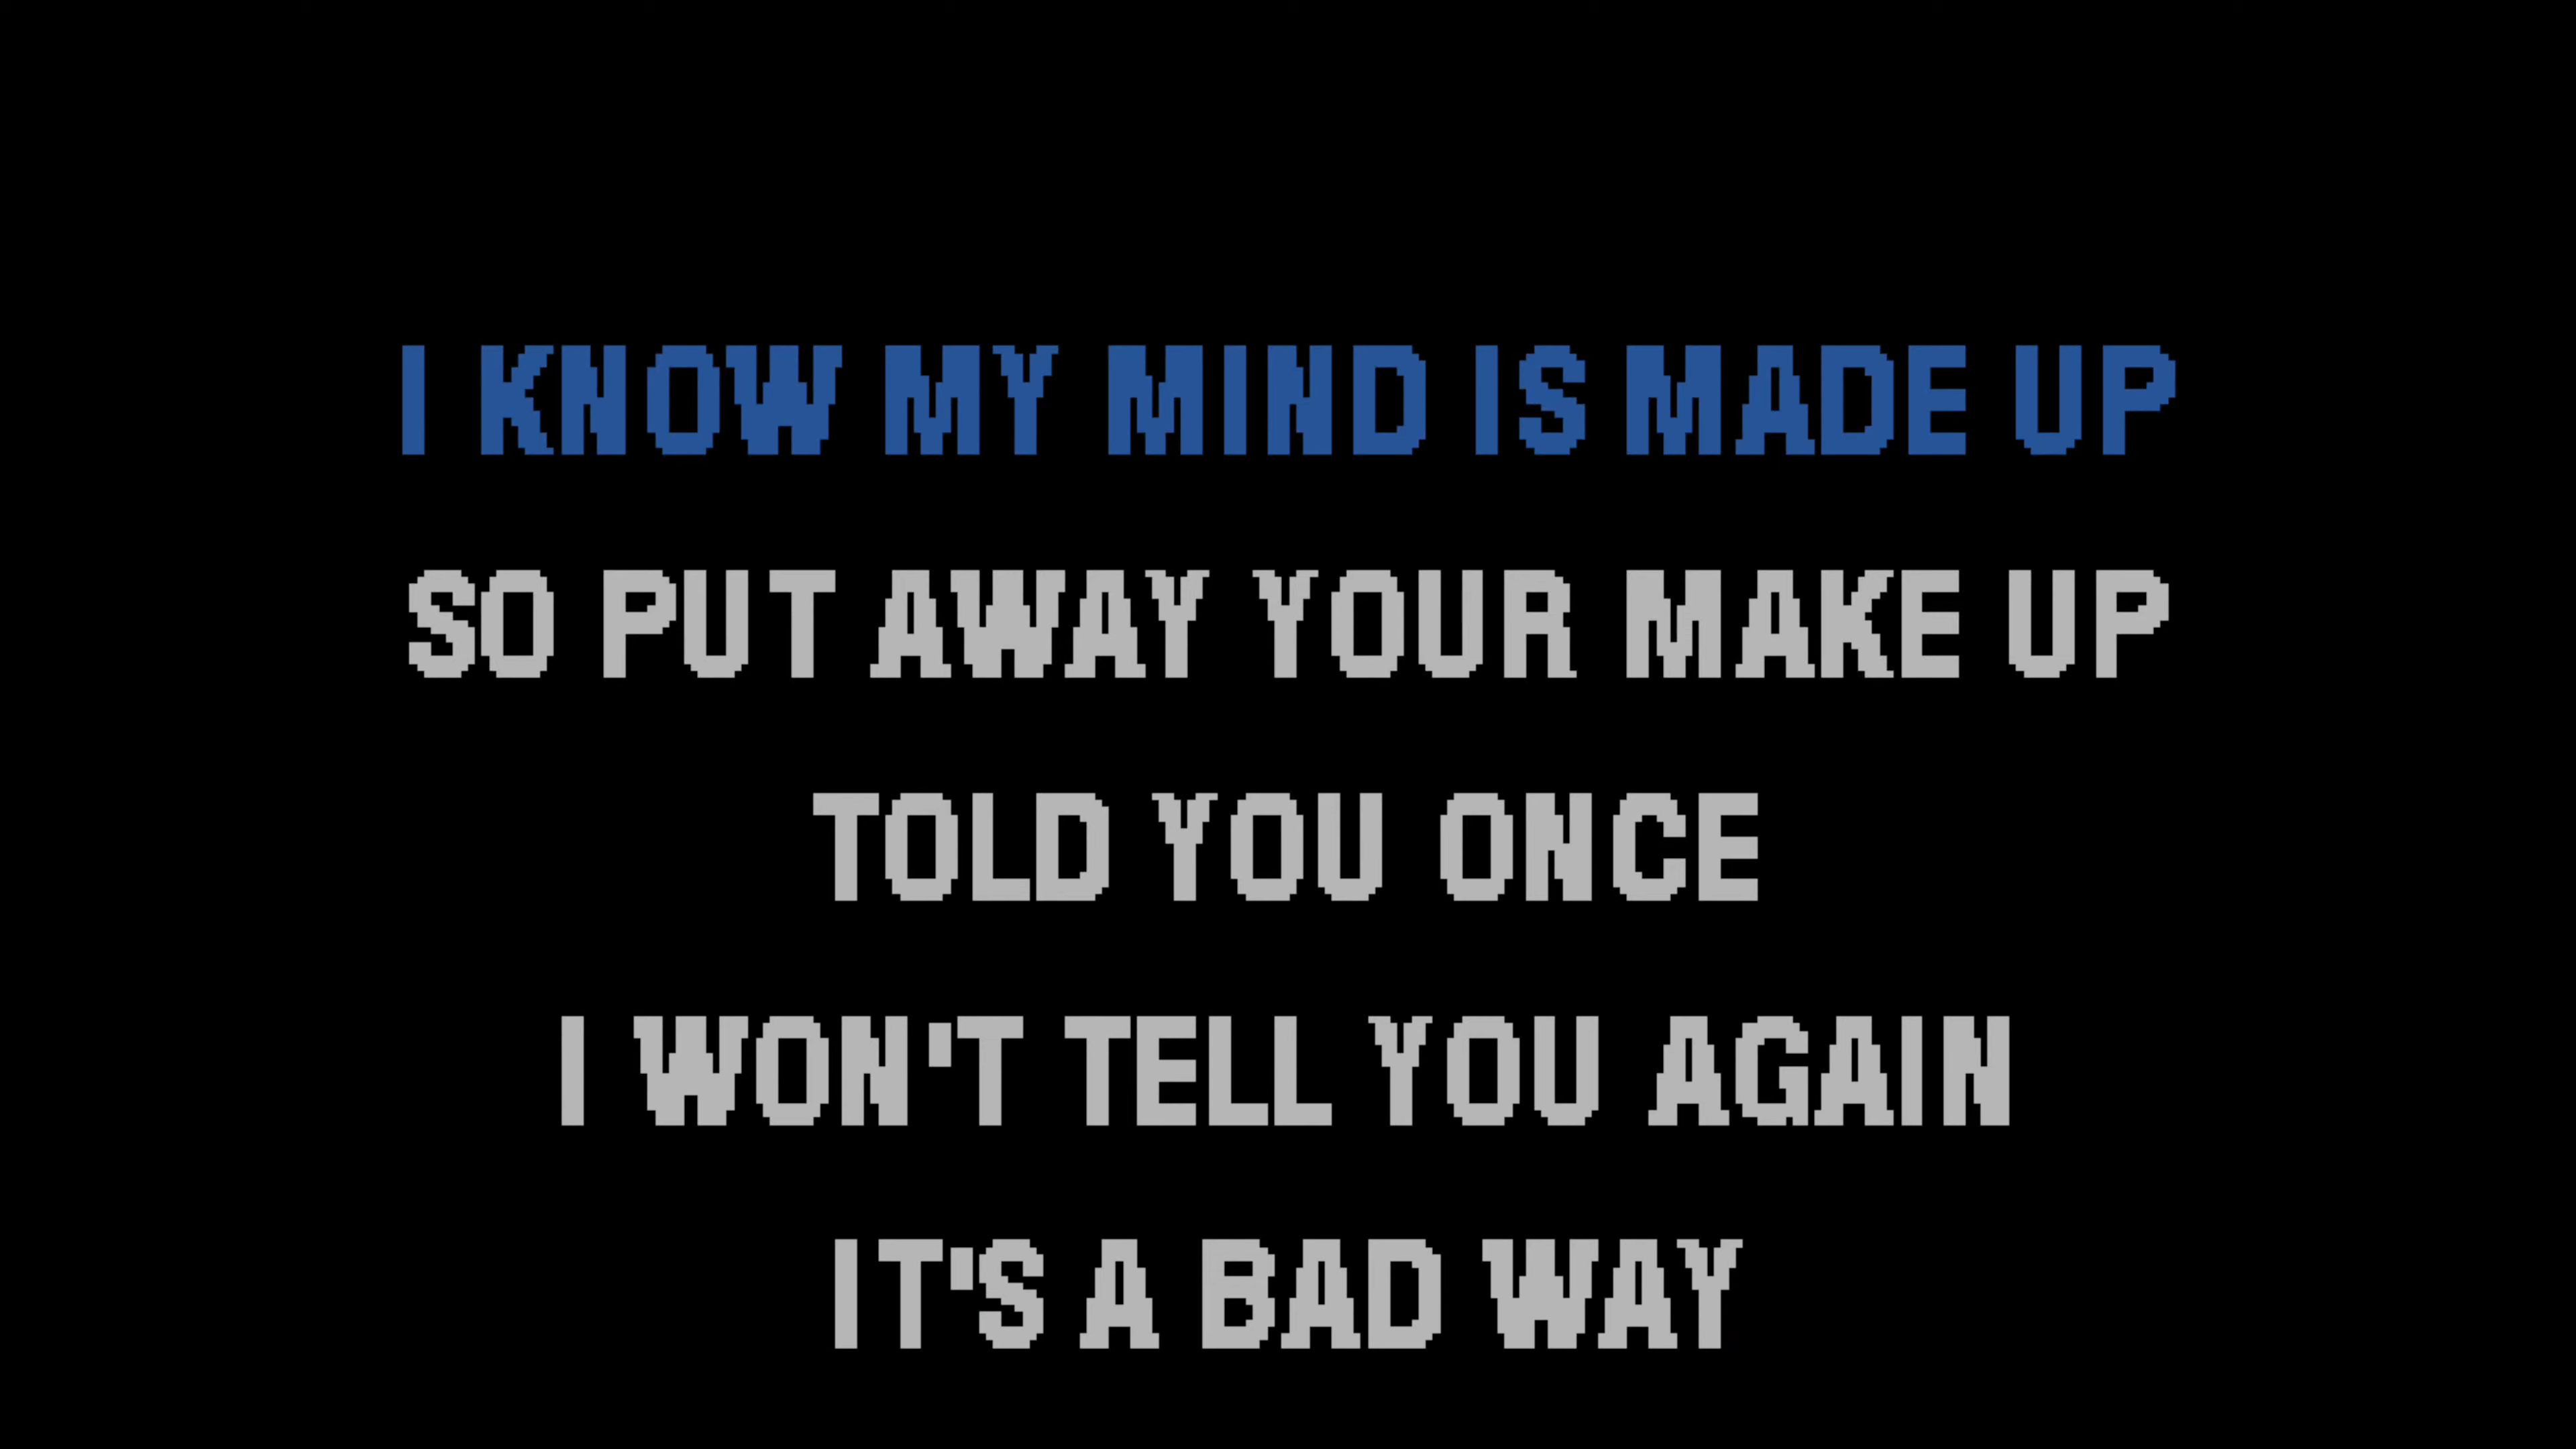 I KNOW MY MIND IS MADE UP
SO PUT AWAY YOUR MAKE UP
TOLD YOU ONCE
I WON'T TELL YOU AGAIN
IT'S A BAD WAY